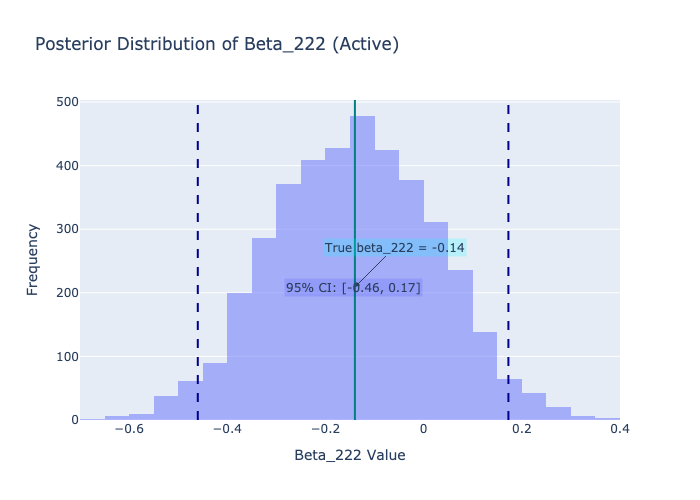 Posterior Distribution of Beta_222 (Active)
500
400
300
200
100
0
Frequency
True beta_222 = -0.14
95% CI: [-0.46, 0.17]
−0.6
−0.4
−0.2
0
0.2
0.4
Beta_222 Value